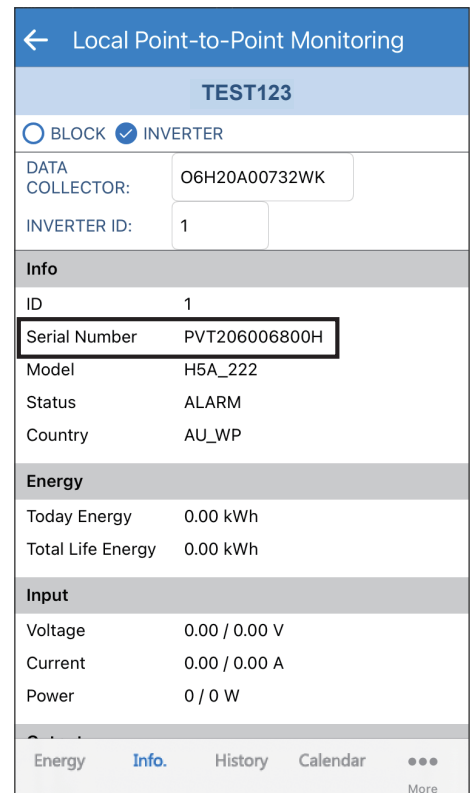 Local Point-to-Point Monitoring
TEST123
BLOCK INVERTER
DATA
COLLECTOR: O6H20A00732WK
INVERTER ID: 1
Info
ID 1
Serial Number PVT206006800H
Model H5A_222
Status ALARM
Country AU_WP
Energy
Today Energy 0.00 kWh
Total Life Energy 0.00 kWh
Input
Voltage 0.00 / 0.00 V
Current 0.00 / 0.00 A
Power 0 / 0 W
Energy Info. History Calendar
More